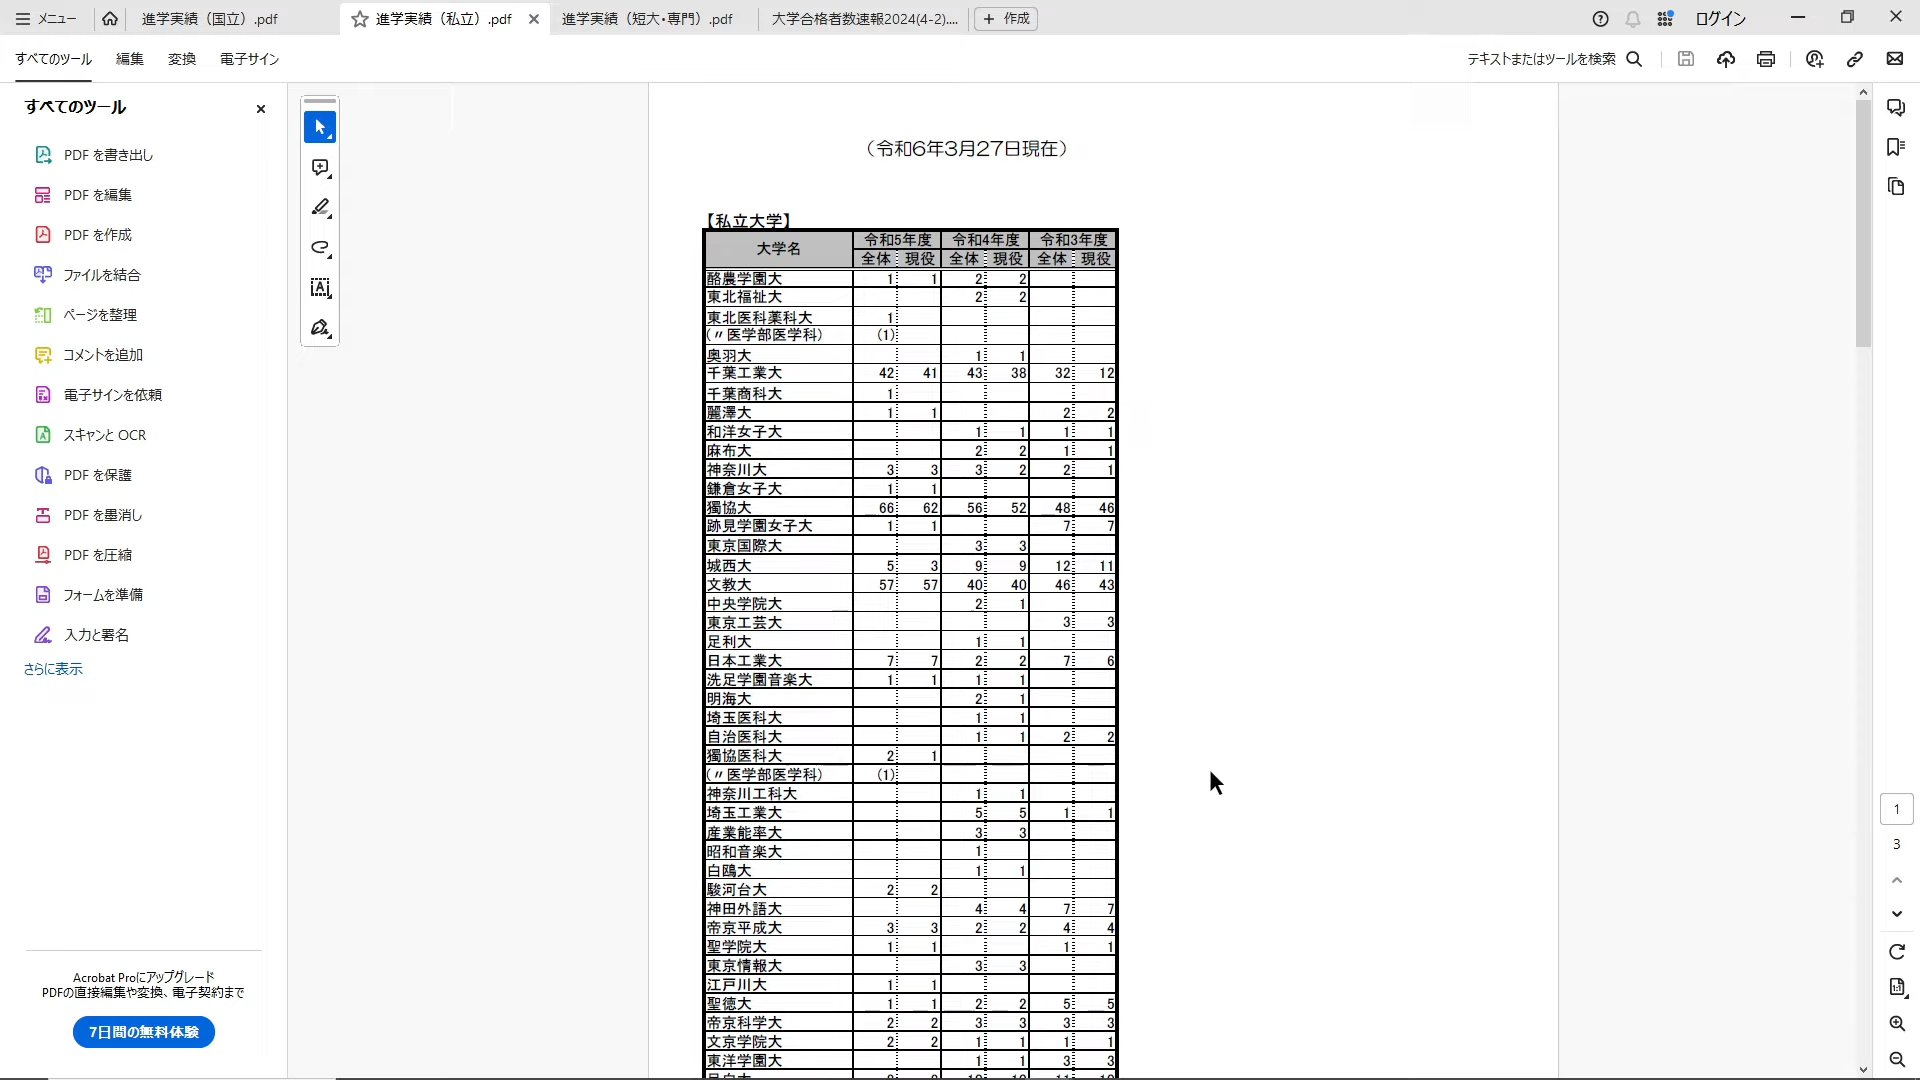 メニュー
進学実績（国立）.pdf
進学実績（私立）.pdf
進学実績（短大・専門）.pdf
大学合格者数速報2024(4-2)....
作成
ログイン
すべてのツール
編集
変換
電子サイン
テキストまたはツールを検索
すべてのツール
PDF を書き出し
PDF を編集
PDF を作成
ファイルを結合
ページを整理
コメントを追加
電子サインを依頼
スキャンと OCR
PDF を保護
PDF を墨消し
PDF を圧縮
フォームを準備
入力と署名
さらに表示
Acrobat Proにアップグレード
PDFの直接編集や変換、電子契約まで
7日間の無料体験
（令和6年3月27日現在）
【私立大学】
大学名 令和5年度 令和4年度 令和3年度
全体 現役 全体 現役 全体 現役
酪農学園大 1 1 2 2
東北福祉大 2 2
東北医科薬科大 1
(〃医学部医学科) (1)
奥羽大 1 1
千葉工業大 42 41 43 38 32 12
千葉商科大 1
麗澤大 1 1 2 2
和洋女子大 1 1 1 1
麻布大 2 2 1 1
神奈川大 3 3 3 2 2 1
鎌倉女子大 1 1
獨協大 66 62 56 52 48 46
跡見学園女子大 1 1 7 7
東京国際大 3 3
城西大 5 3 9 9 12 11
文教大 57 57 40 40 46 43
中央学院大 2 1
東京工芸大 3 3
足利大 1 1
日本工業大 7 7 2 2 7 6
洗足学園音楽大 1 1 1 1
明海大 2 1
埼玉医科大 1 1
自治医科大 1 1 2 2
獨協医科大 2 1
(〃医学部医学科) (1)
神奈川工科大 1 1
埼玉工業大 5 5 1 1
産業能率大 3 3
昭和音楽大 1
白鴎大 1 1
駿河台大 2 2
神田外語大 4 4 7 7
帝京平成大 3 3 2 2 4 4
聖学院大 1 1 1 1
東京情報大 3 3
江戸川大 1 1
聖徳大 1 1 2 2 5 5
帝京科学大 2 2 3 3 3 3
文京学院大 2 2 1 1 1 1
東洋学園大 1 1 3 3
1
3